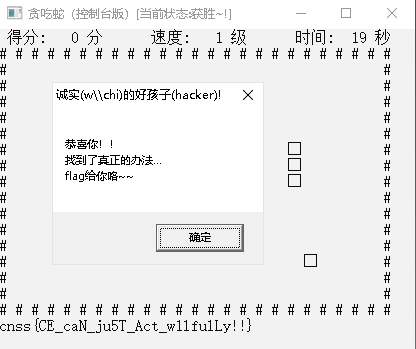 贪吃蛇（控制台版）[当前状态:获胜~!]
得分： 0 分 速度： 1 级 时间： 19 秒
# # # # # # # # # # # # # # # # # # # # # # # # # #
诚实(w\\chi)的好孩子(hacker)!
恭喜你！！
找到了真正的办法...
flag给你咯~~
确定
# # # # # # # # # # # # # # # # # # # # # # # # # #
cnss{CE_caN_ju5T_Act_w1lfulLy!!}